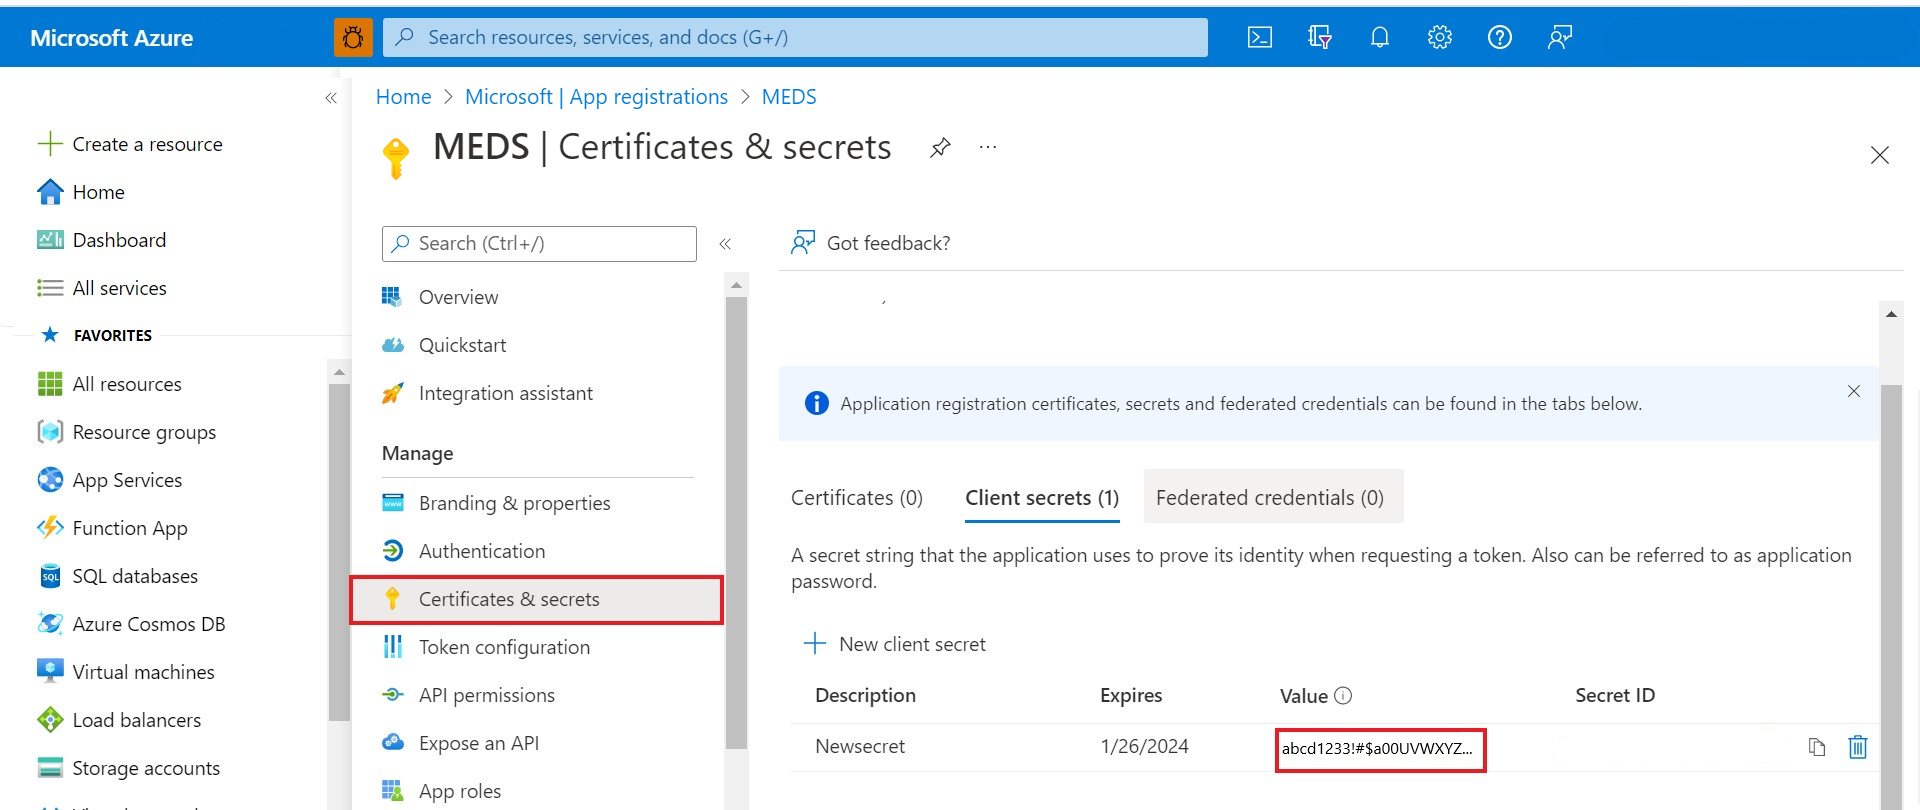 Microsoft Azure
Search resources, services, and docs (G+/)
Home > Microsoft | App registrations > MEDS
MEDS | Certificates & secrets
Create a resource
Home
Dashboard
All services
FAVORITES
All resources
Resource groups
App Services
Function App
SQL databases
Azure Cosmos DB
Virtual machines
Load balancers
Storage accounts
Search (Ctrl+/)
Overview
Quickstart
Integration assistant
Manage
Branding & properties
Authentication
Certificates & secrets
Token configuration
API permissions
Expose an API
App roles
Got feedback?
Application registration certificates, secrets and federated credentials can be found in the tabs below.
Certificates (0) Client secrets (1) Federated credentials (0)
A secret string that the application uses to prove its identity when requesting a token. Also can be referred to as application
password.
New client secret
Description Expires Value Secret ID
Newsecret 1/26/2024 abcd1233!#$a00UVWXYZ...